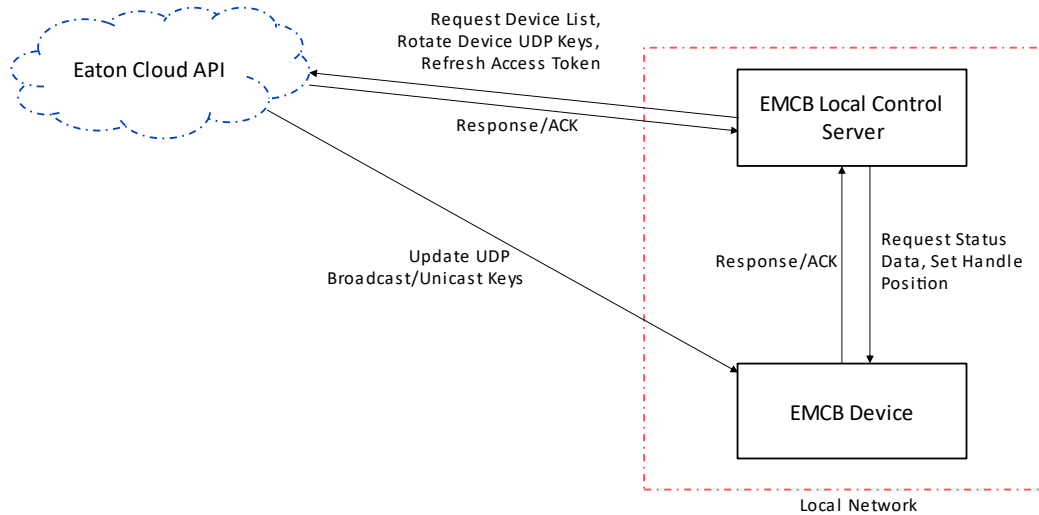 Request Device List,
Rotate Device UDP Keys,
Refresh Access Token
Eaton Cloud API
EMCB Local Control
Server
Response/ACK
Update UDP
Broadcast/Unicast Keys
Response/ACK
Request Status
Data, Set Handle
Position
EMCB Device
Local Network